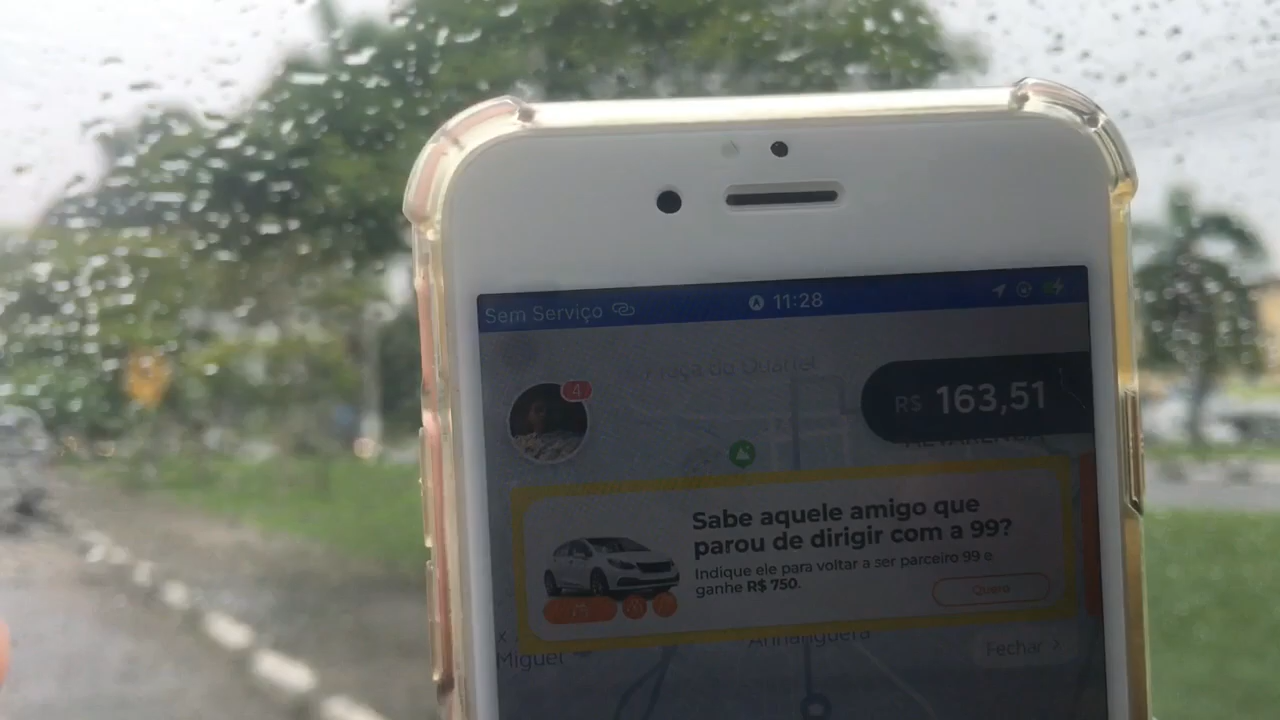 Sem Serviço 11:28
4
R$ 163,51
Sabe aquele amigo que
parou de dirigir com a 99?
Indique ele para voltar a ser parceiro 99 e
ganhe R$ 750.
Quero
Anhanguera
Miguel
Fechar >